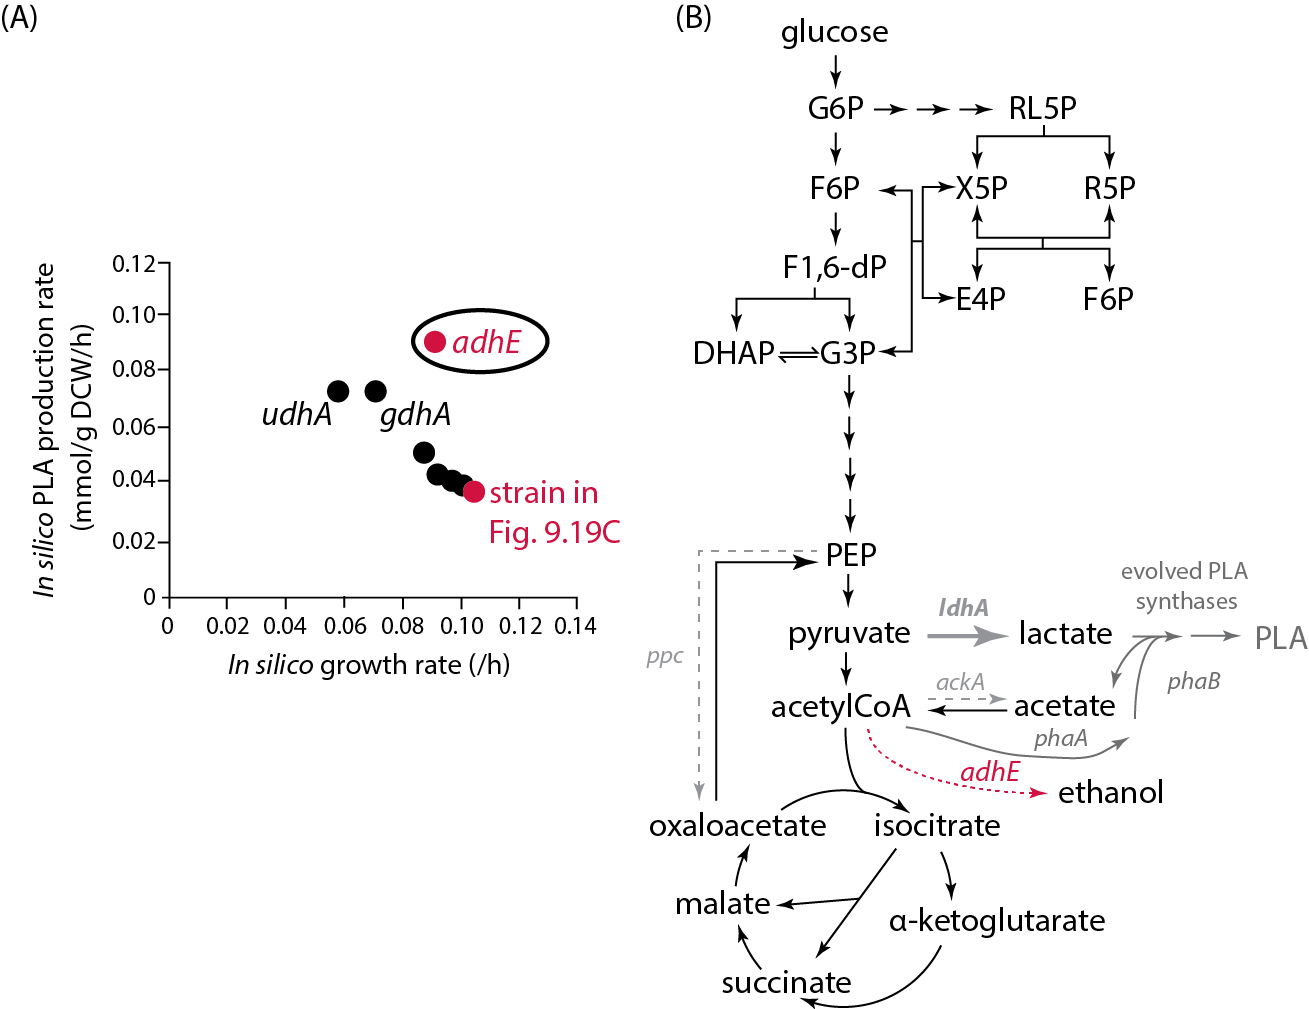 (A)
In silico PLA production rate
(mmol/g DCW/h)
0.12
0.10
0.08
0.06
0.04
0.02
0
adhE
udhA
gdhA
strain in
Fig. 9.19C
0
0.02
0.04
0.06
0.08
0.10
0.12
0.14
In silico growth rate (/h)
(B)
glucose
G6P
RL5P
F6P
X5P
R5P
F1,6-dP
E4P
F6P
DHAP
G3P
PEP
evolved PLA
synthases
ldhA
pyruvate
lactate
PLA
ppc
ackA
phaB
acetylCoA
acetate
phaA
adhE
ethanol
oxaloacetate
isocitrate
malate
α-ketoglutarate
succinate